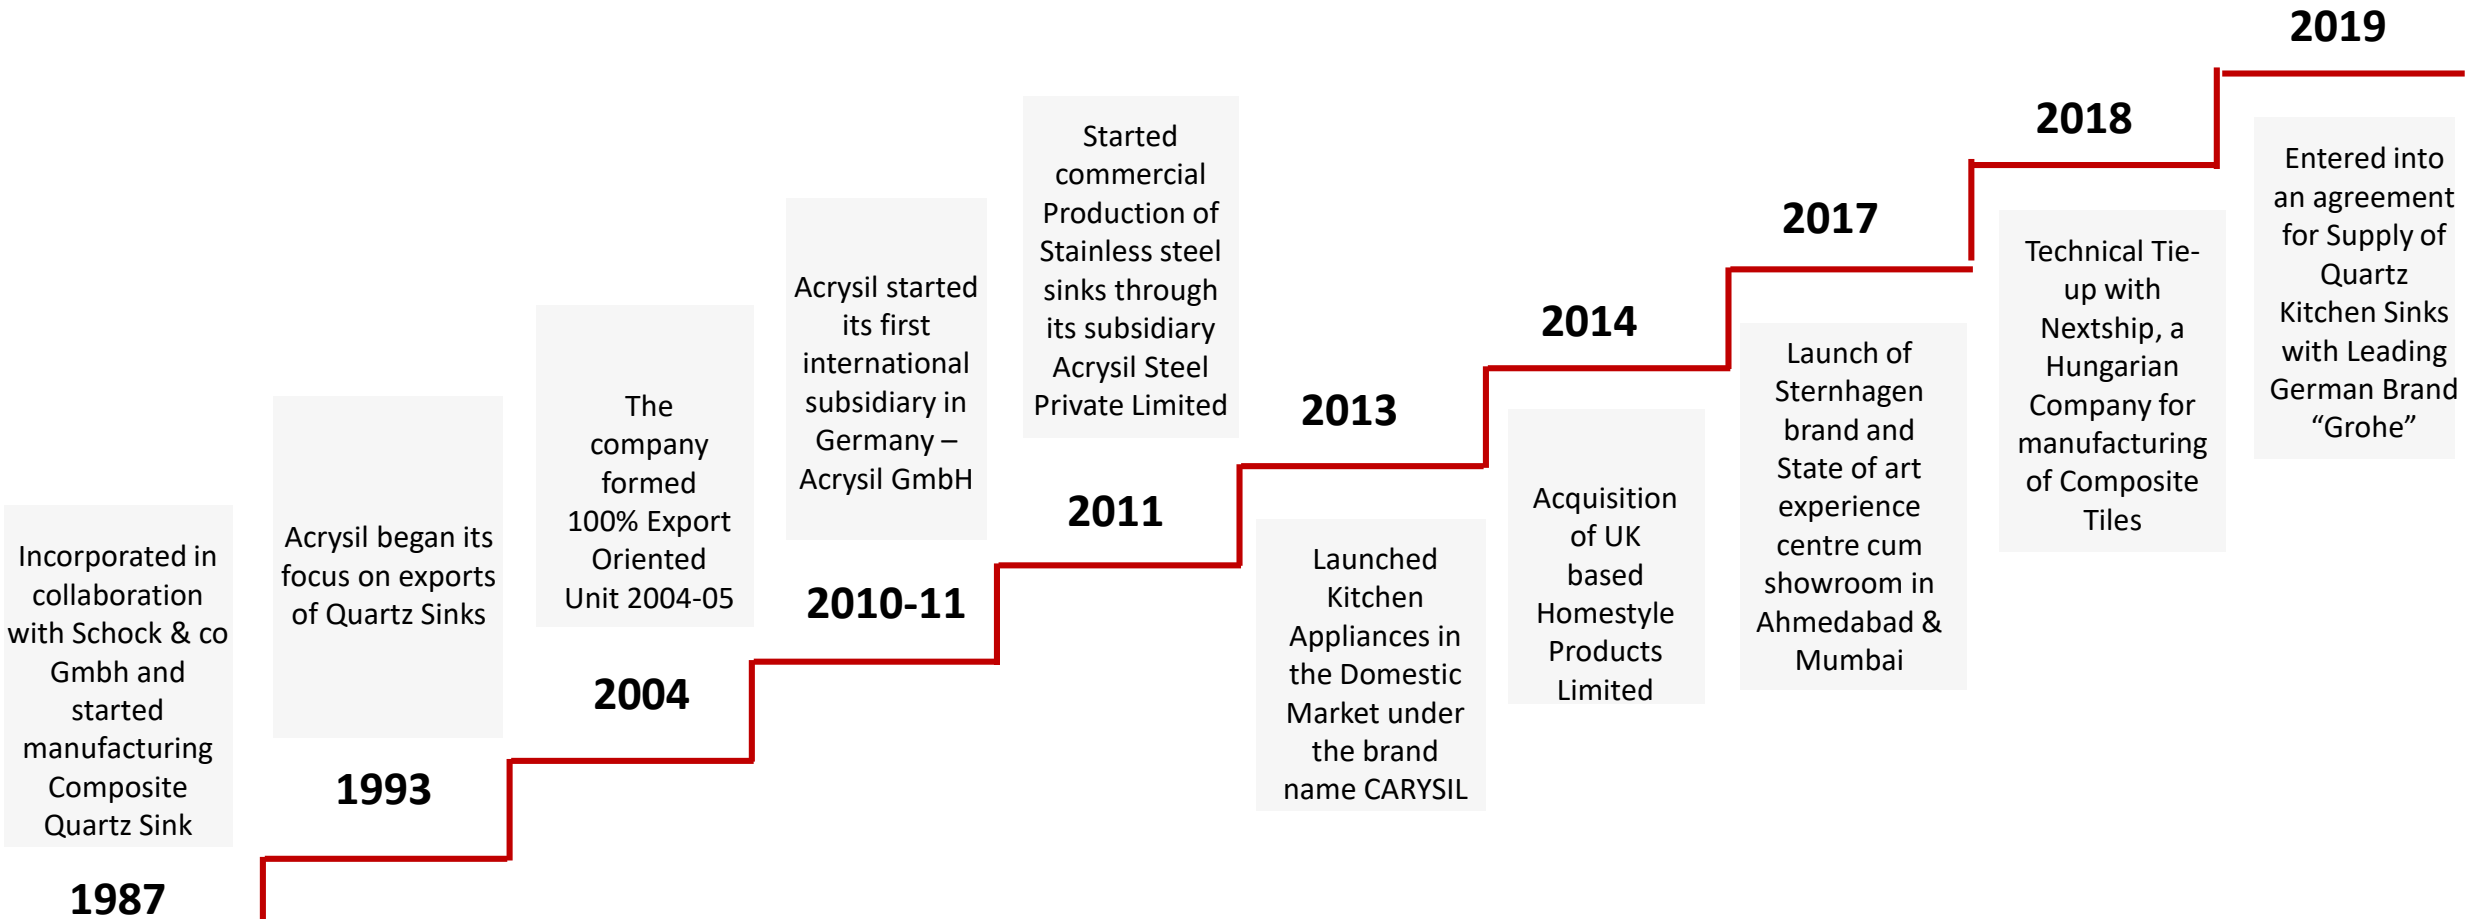 Incorporated in
collaboration
with Schock & co
Gmbh and
started
manufacturing
Composite
Quartz Sink
1987
Acrysil began its
focus on exports
of Quartz Sinks
1993
The
company
formed
100% Export
Oriented
Unit 2004-05
2004
Acrysil started
its first
international
subsidiary in
Germany –
Acrysil GmbH
2010-11
Started
commercial
Production of
Stainless steel
sinks through
its subsidiary
Acrysil Steel
Private Limited
2011
2013
Launched
Kitchen
Appliances in
the Domestic
Market under
the brand
name CARYSIL
2014
Acquisition
of UK
based
Homestyle
Products
Limited
2017
Launch of
Sternhagen
brand and
State of art
experience
centre cum
showroom in
Ahmedabad &
Mumbai
2018
Technical Tie-
up with
Nextship, a
Hungarian
Company for
manufacturing
of Composite
Tiles
2019
Entered into
an agreement
for Supply of
Quartz
Kitchen Sinks
with Leading
German Brand
“Grohe”